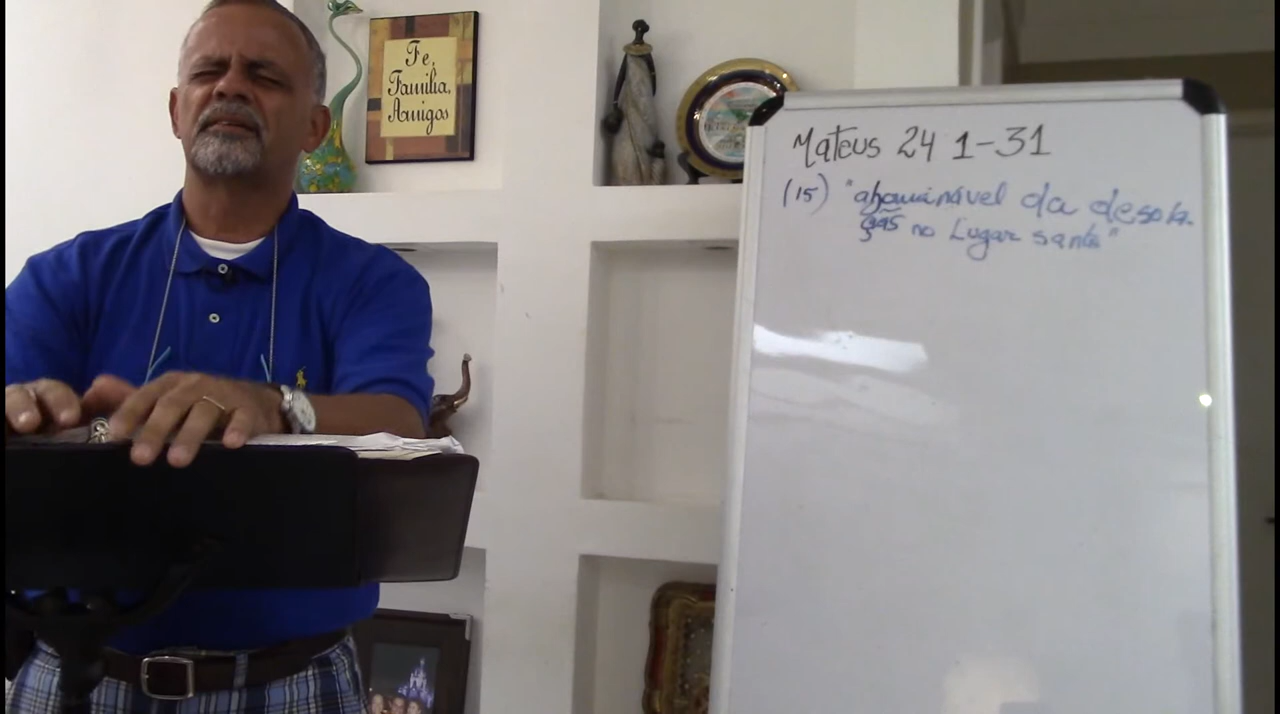 Fe,
Familia,
Amigos
Mateus 24 1-31
(15) "abominável da desola-
ção no Lugar santo"